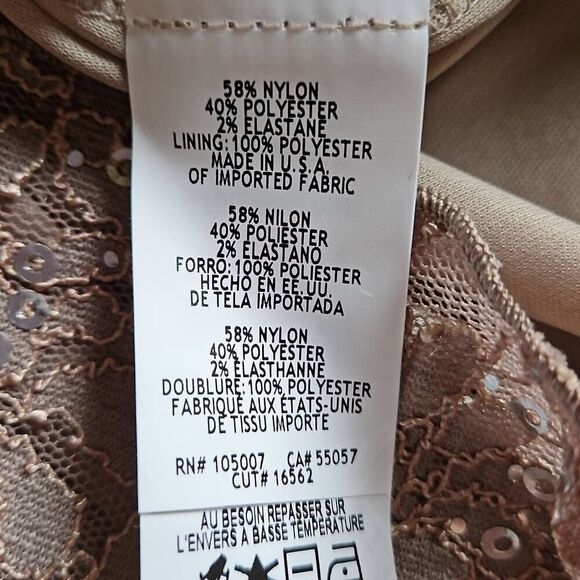 58% NYLON
40% POLYESTER
2% ELASTANE
LINING: 100% POLYESTER
MADE IN U.S.A.
OF IMPORTED FABRIC
58% NILON
40% POLIESTER
2% ELASTANO
FORRO: 100% POLIESTER
HECHO EN EE.UU.
DE TELA IMPORTADA
58% NYLON
40% POLYESTER
2% ÉLASTHANNE
DOUBLURE: 100% POLYESTER
FABRIQUÉ AUX ÉTATS-UNIS
DE TISSU IMPORTE
RN# 105007 CA# 55057
CUT# 16562
AU BESOIN REPASSER SUR
L'ENVERS A BASSE TEMPÉRATURE